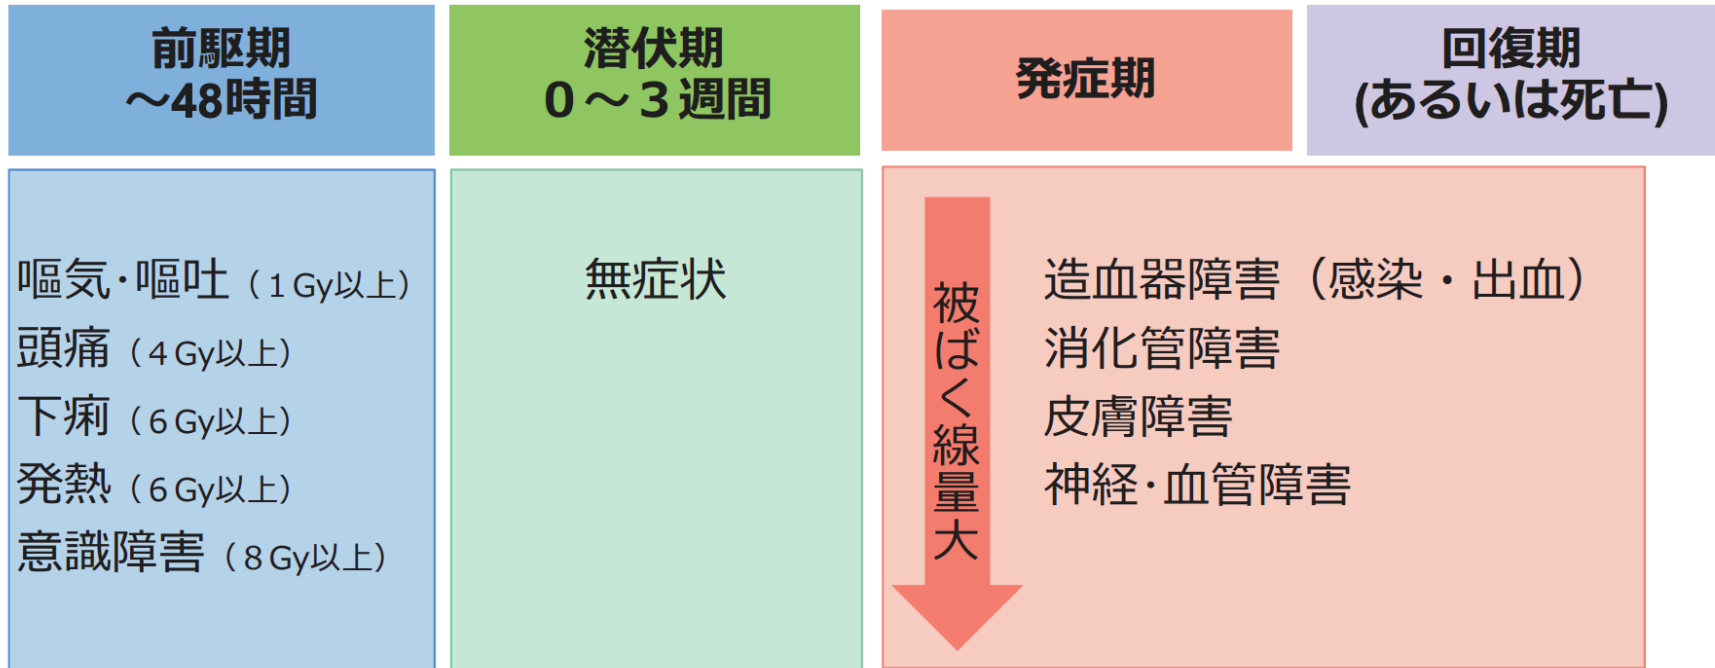 前駆期
～48時間
潜伏期
０～３週間
発症期
回復期
(あるいは死亡)
嘔気･嘔吐（１Gy以上）
頭痛（４Gy以上）
下痢（６Gy以上）
発熱（６Gy以上）
意識障害（８Gy以上）
無症状
被ばく線量大
造血器障害（感染・出血）
消化管障害
皮膚障害
神経･血管障害